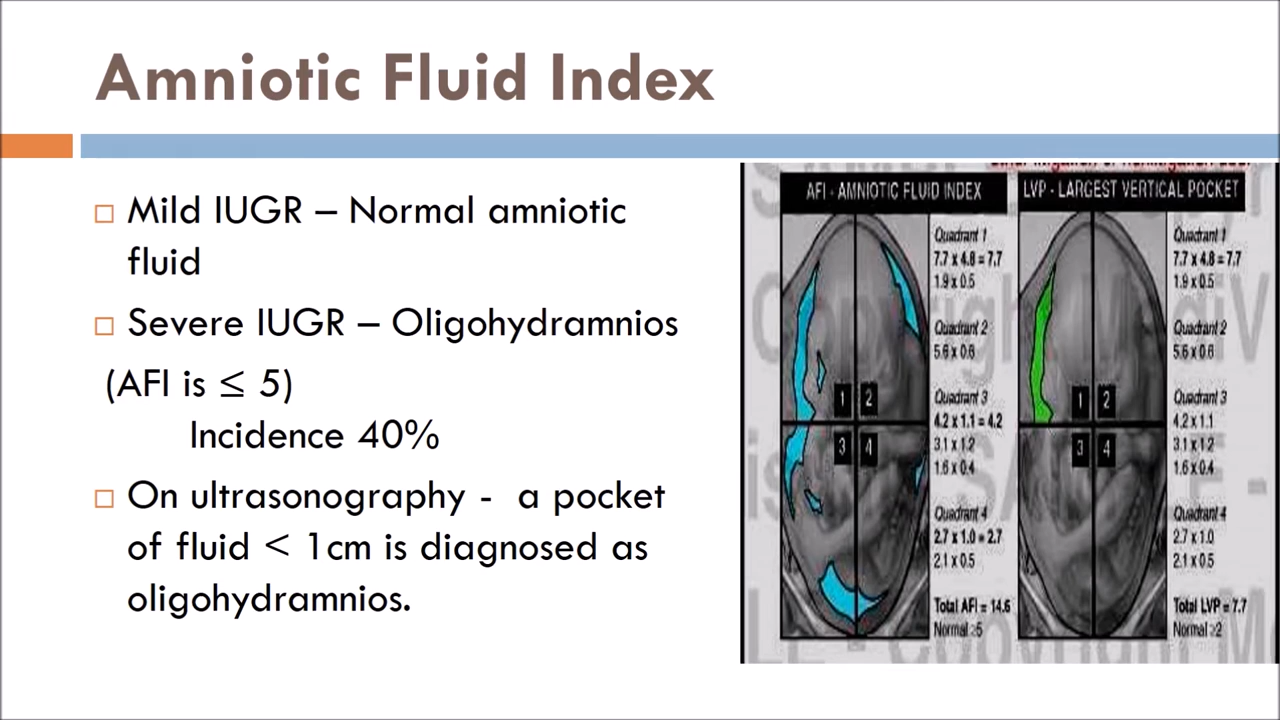 Amniotic Fluid Index
□ Mild IUGR – Normal amniotic
fluid
□ Severe IUGR – Oligohydramnios
(AFI is ≤ 5)
Incidence 40%
□ On ultrasonography - a pocket
of fluid < 1cm is diagnosed as
oligohydramnios.
AFI - AMNIOTIC FLUID INDEX
Quadrant 1
7.7 x 4.8 = 7.7
1.9 x 0.5
Quadrant 2
5.6 x 0.6
Quadrant 3
4.2 x 1.1 = 4.2
3.1 x 1.2
1.6 x 0.4
Quadrant 4
2.7 x 1.0 = 2.7
2.1 x 0.5
Total AFI = 14.6
Normal ≥5
1 2
3 4
LVP - LARGEST VERTICAL POCKET
Quadrant 1
7.7 x 4.8 = 7.7
1.9 x 0.5
Quadrant 2
5.6 x 0.6
Quadrant 3
4.2 x 1.1
3.1 x 1.2
1.6 x 0.4
Quadrant 4
2.7 x 1.0
2.1 x 0.5
Total LVP = 7.7
Normal ≥2
1 2
3 4